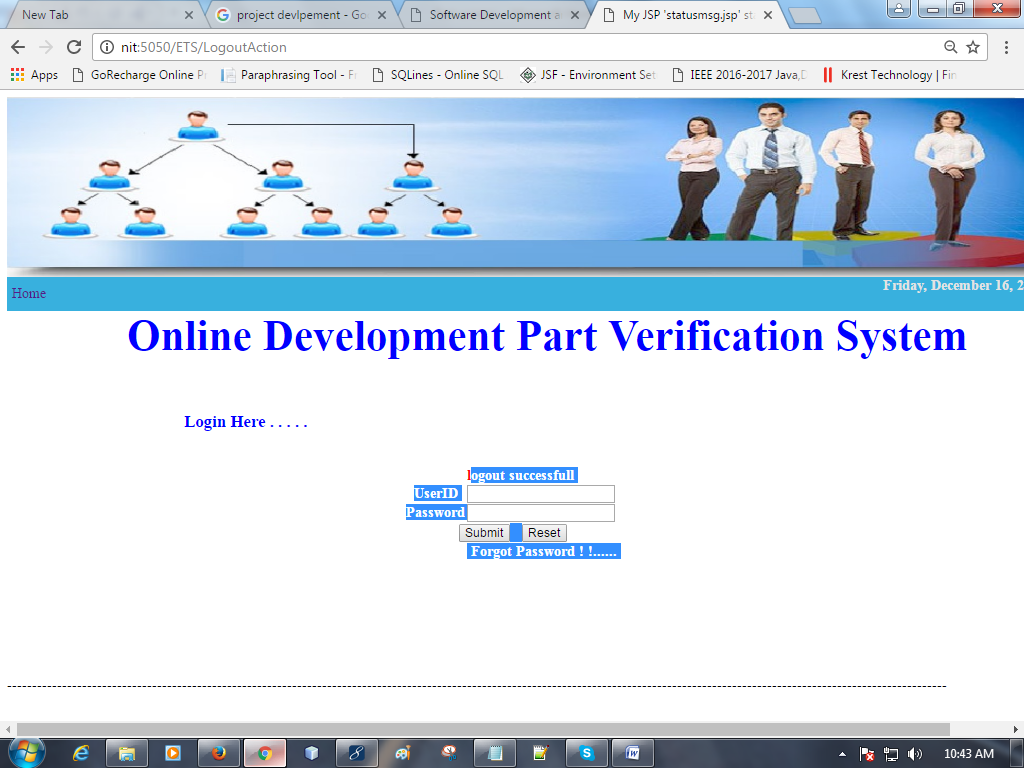 New Tab
project devlpement - Go
Software Development a
My JSP 'statusmsg.jsp' st
nit:5050/ETS/LogoutAction
Apps
GoRecharge Online P
Paraphrasing Tool - F
SQLines - Online SQL
JSF - Environment Set
IEEE 2016-2017 Java,D
Krest Technology | Fin
Home
Friday, December 16, 2
Online Development Part Verification System
Login Here . . . . .
logout successfull
UserID
Password
Submit Reset
Forgot Password ! !......
10:43 AM